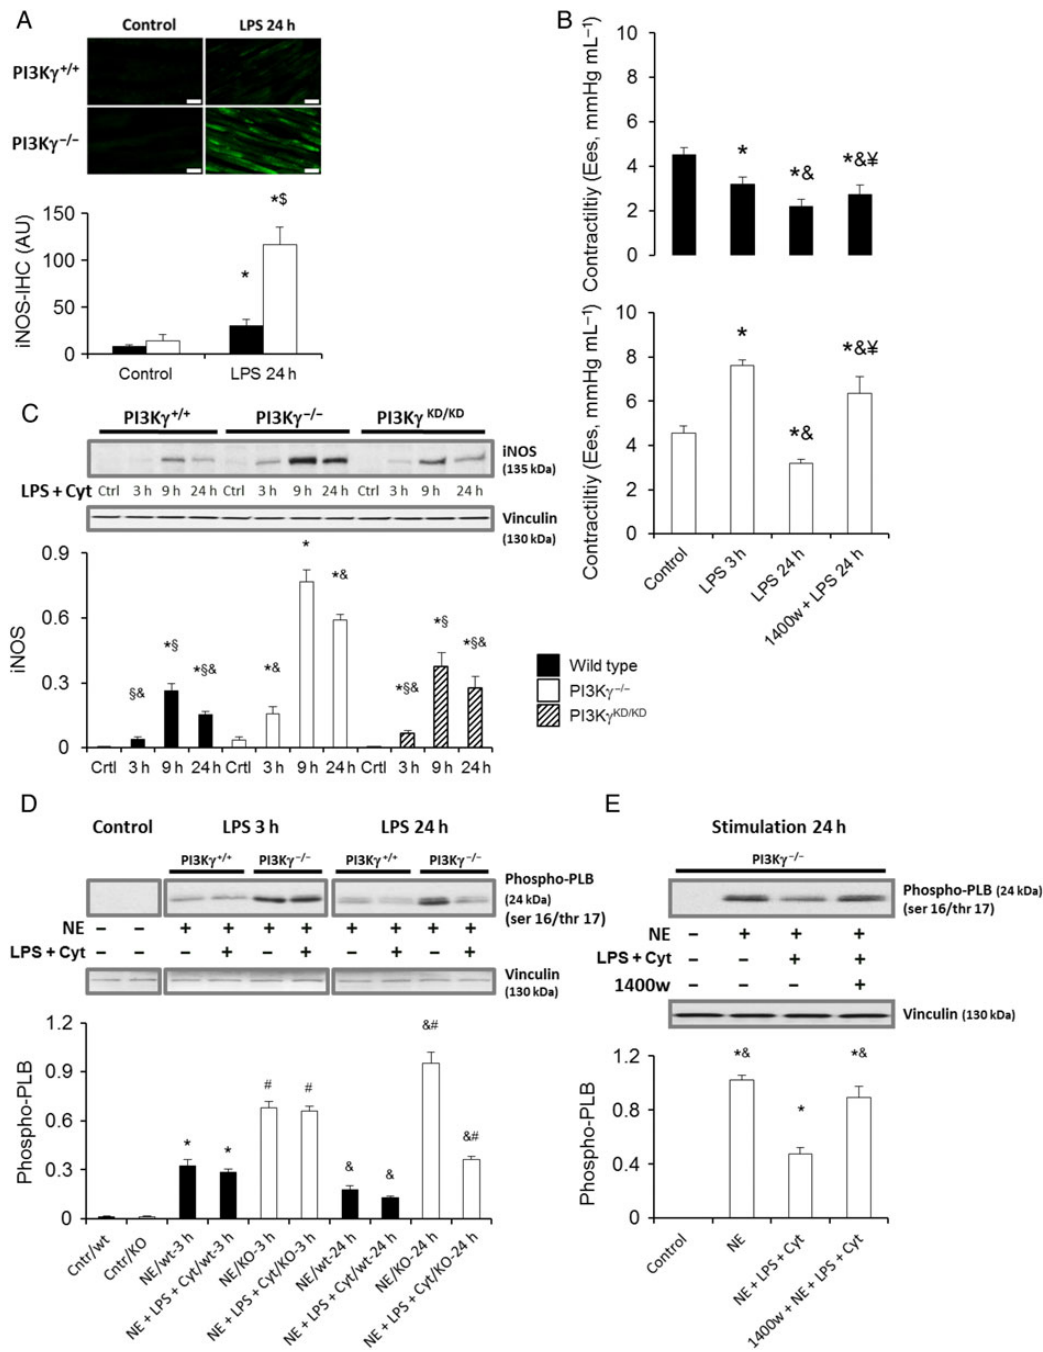 A
Control
LPS 24 h
PI3Kγ+/+
PI3Kγ−/−
iNOS-IHC (AU)
150
100
50
0
*
*$
Control
LPS 24 h
B
Contractiltiy (Ees, mmHg mL−1)
10
8
6
4
2
0
*
*&
*&¥
Contractiltiy (Ees, mmHg mL−1)
10
8
6
4
2
0
*
*&
*&¥
Control
LPS 3 h
LPS 24 h
1400w + LPS 24 h
C
PI3Kγ+/+
PI3Kγ−/−
PI3Kγ KD/KD
iNOS
(135 kDa)
LPS + Cyt Ctrl 3 h 9 h 24 h Ctrl 3 h 9 h 24 h Ctrl 3 h 9 h 24 h
Vinculin
(130 kDa)
iNOS
0.9
0.6
0.3
0
§&
*§
*§&
*&
*
*&
*§&
*§
*§&
Crtl 3 h 9 h 24 h Crtl 3 h 9 h 24 h Crtl 3 h 9 h 24 h
Wild type
PI3Kγ−/−
PI3KγKD/KD
D
Control
LPS 3 h
LPS 24 h
PI3Kγ+/+
PI3Kγ−/−
PI3Kγ+/+
PI3Kγ−/−
Phospho-PLB
(24 kDa)
(ser 16/thr 17)
NE − − + + + + + + + +
LPS + Cyt − − − + − + − + − +
Vinculin
(130 kDa)
Phospho-PLB
1.2
0.9
0.6
0.3
0
*
*
#
#
&
&
&#
&#
Cntr/wt
Cntr/KO
NE/wt-3 h
NE + LPS + Cyt/wt-3 h
NE/KO-3 h
NE + LPS + Cyt/KO-3 h
NE/wt-24 h
NE + LPS + Cyt/wt-24 h
NE/KO-24 h
NE + LPS + Cyt/KO-24 h
E
Stimulation 24 h
PI3Kγ−/−
Phospho-PLB (24 kDa)
(ser 16/thr 17)
NE − + + +
LPS + Cyt − − + +
1400w − − − +
Vinculin (130 kDa)
Phospho-PLB
1.2
0.8
0.4
0
*&
*
*&
Control
NE
NE + LPS + Cyt
1400w + NE + LPS + Cyt